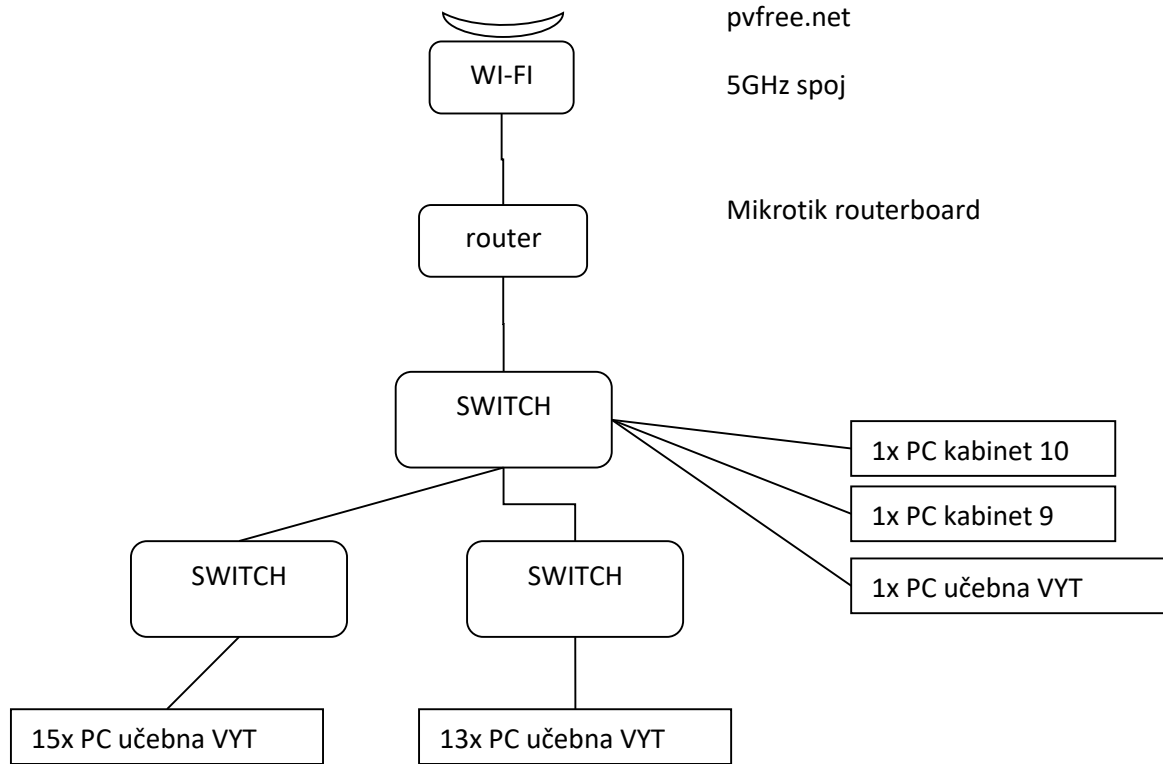 pvfree.net
WI-FI
5GHz spoj
router
Mikrotik routerboard
SWITCH
1x PC kabinet 10
1x PC kabinet 9
1x PC učebna VYT
SWITCH
SWITCH
15x PC učebna VYT
13x PC učebna VYT